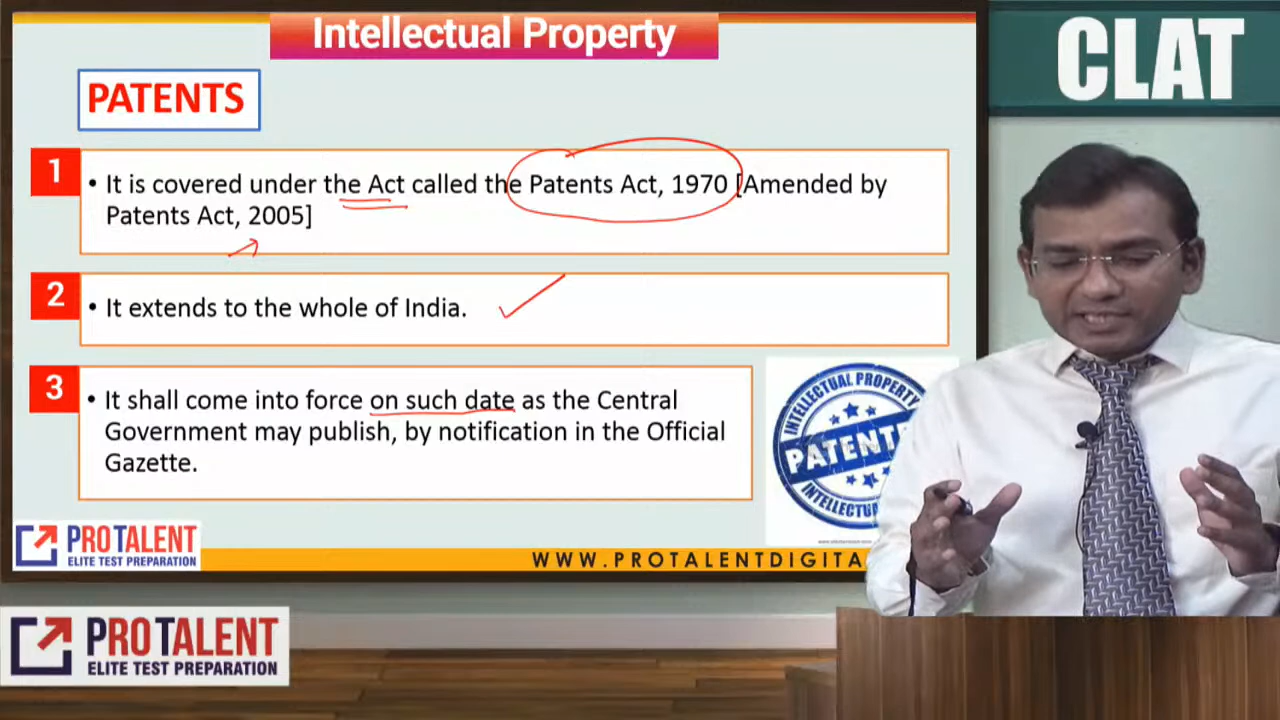 Intellectual Property
CLAT
PATENTS
1
• It is covered under the Act called the Patents Act, 1970 [Amended by
Patents Act, 2005]
2
• It extends to the whole of India.
3
• It shall come into force on such date as the Central
Government may publish, by notification in the Official
Gazette.
INTELLECTUAL PROPERTY
PATENTE
INTELLECTU
PROTALENT
ELITE TEST PREPARATION
WWW.PROTALENTDIGITA
PROTALENT
ELITE TEST PREPARATION